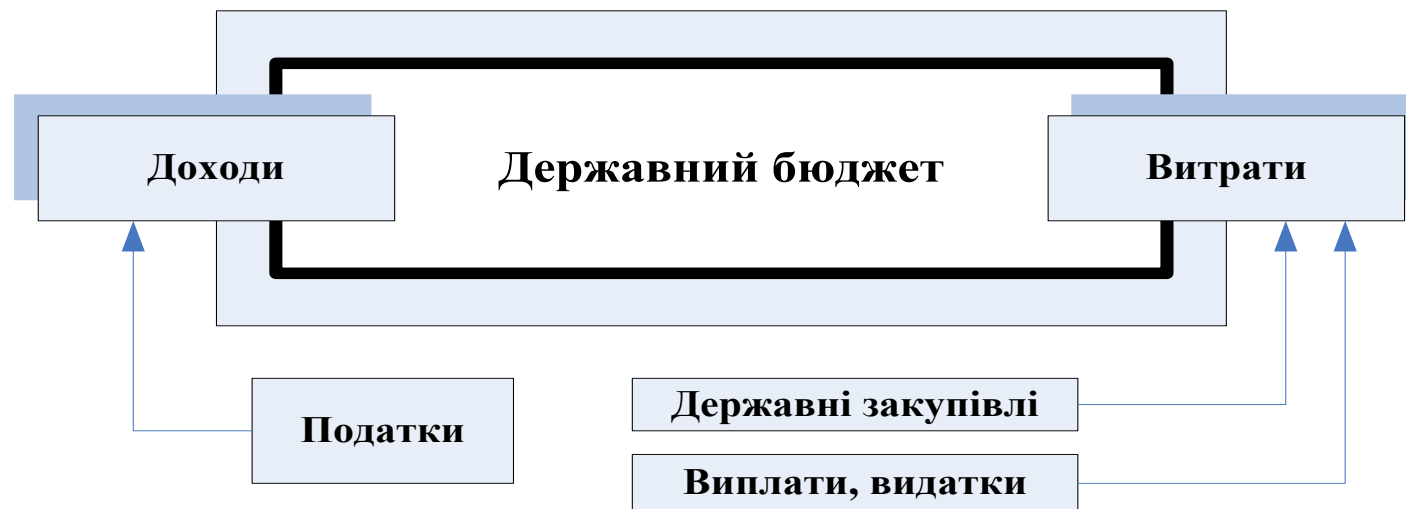 Доходи
Державний бюджет
Витрати
Податки
Державні закупівлі
Виплати, видатки